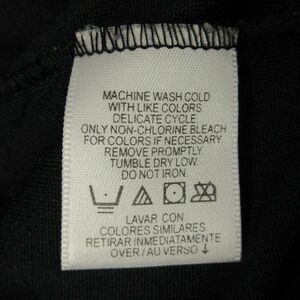 MACHINE WASH COLD
WITH LIKE COLORS.
DELICATE CYCLE.
ONLY NON-CHLORINE BLEACH
FOR COLORS IF NECESSARY
REMOVE PROMPTLY.
TUMBLE DRY LOW.
DO NOT IRON.
LAVAR CON
COLORES SIMILARES
RETIRAR INMEDIATAMENTE
OVER/AU VERSO ↓